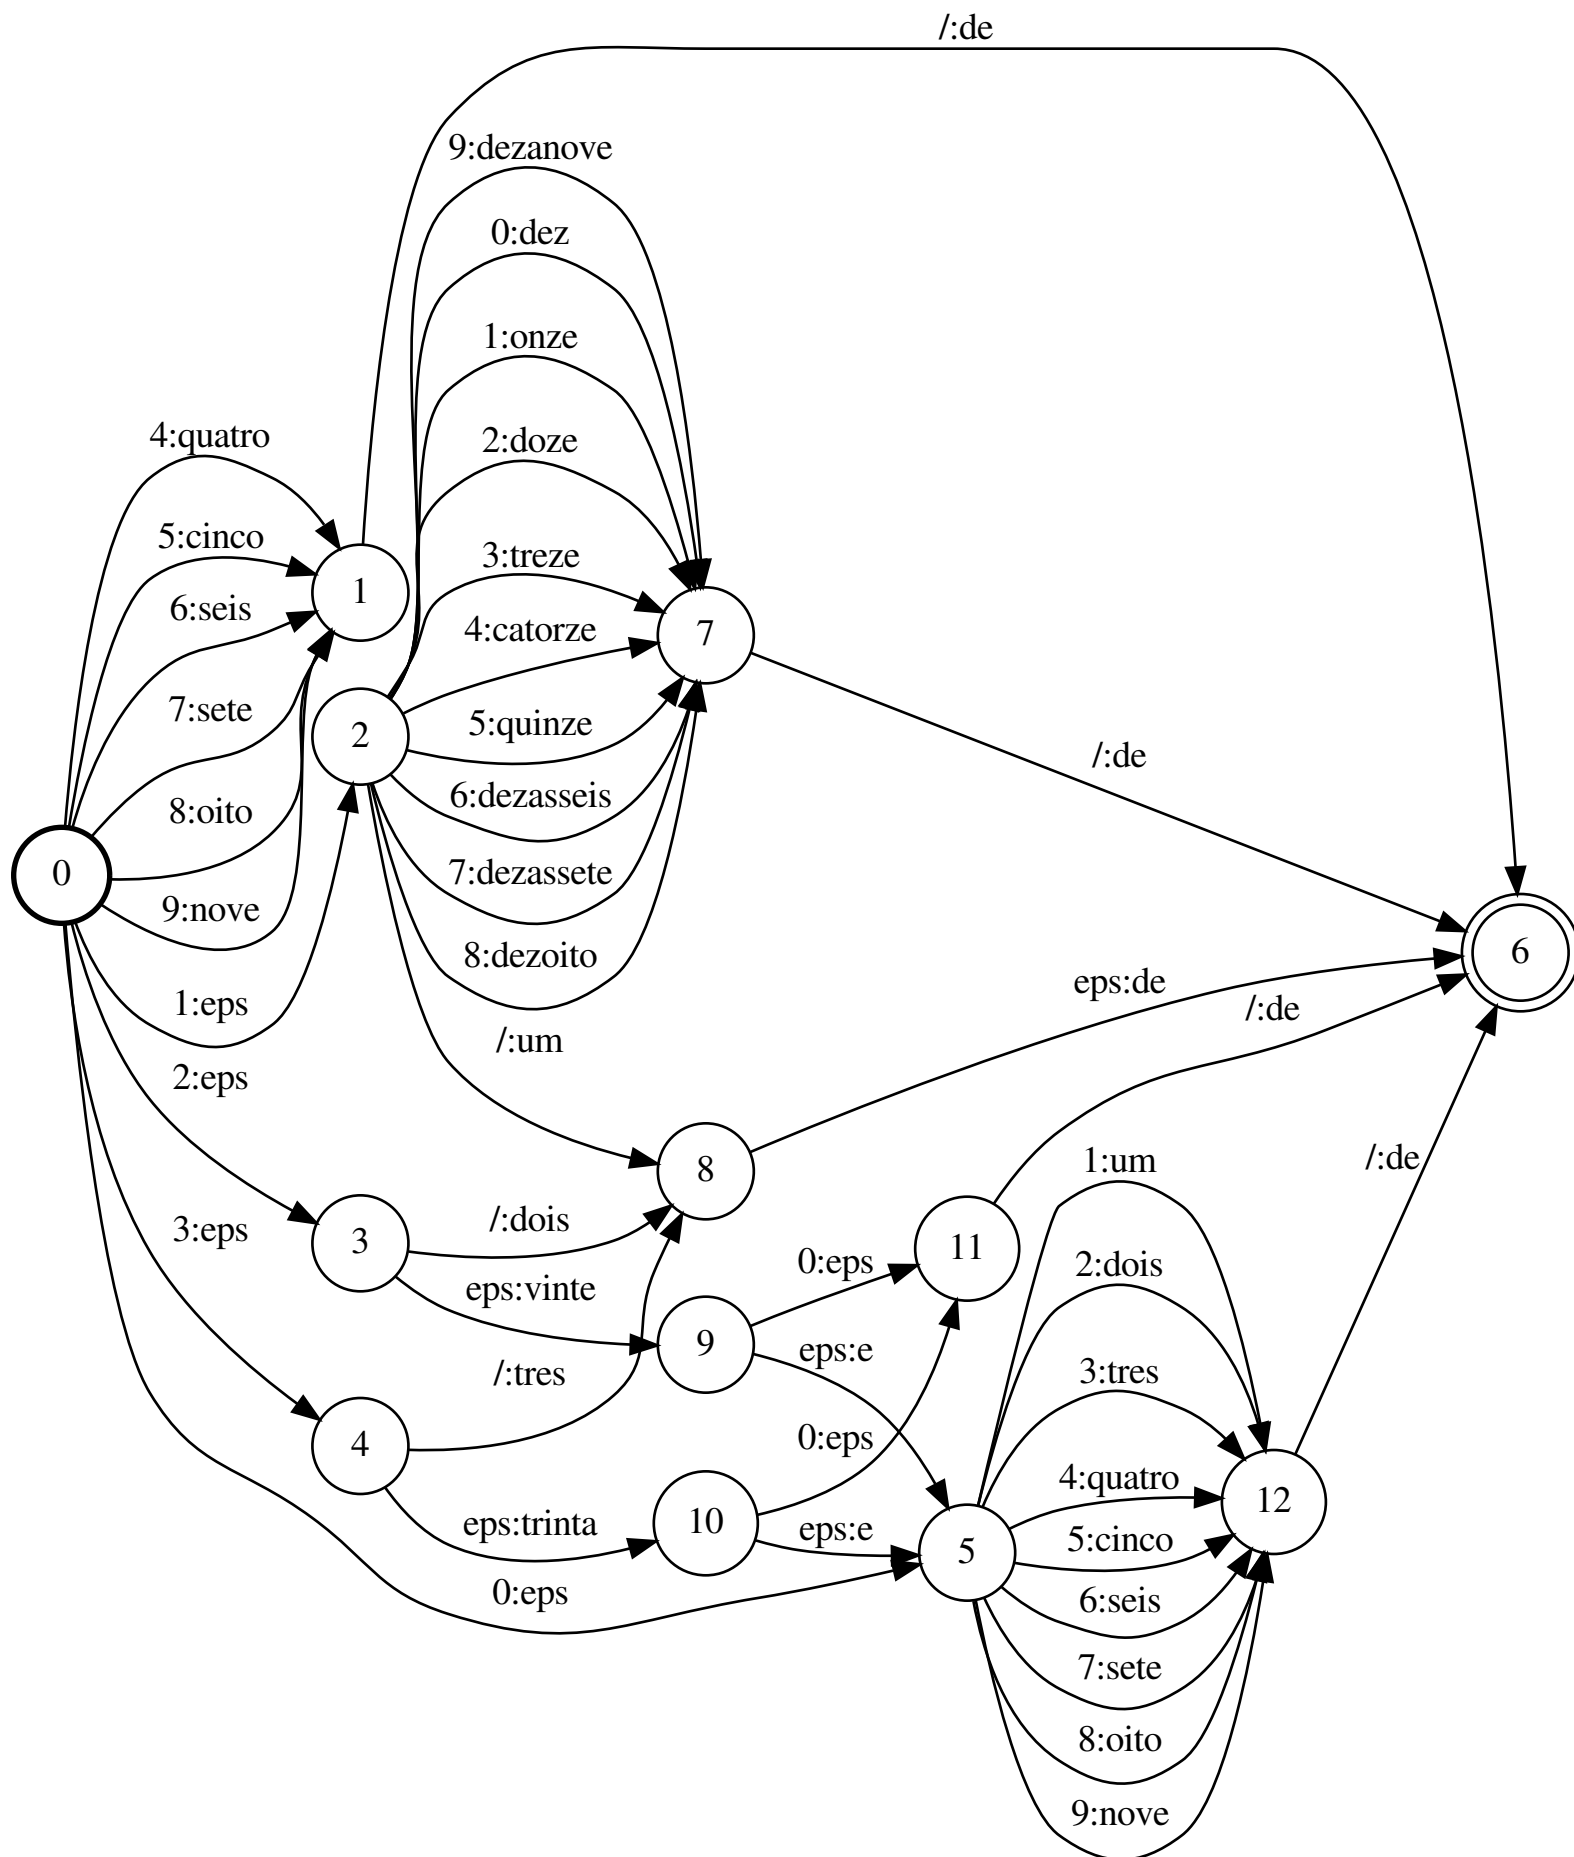 /:de
9:dezanove
0:dez
1:onze
2:doze
4:quatro
5:cinco
3:treze
1
6:seis
4:catorze
7
7:sete
5:quinze
2
/:de
6:dezasseis
8:oito
0
7:dezassete
9:nove
8:dezoito
6
eps:de
1:eps
/:de
/:um
2:eps
1:um
/:de
8
3:eps
/:dois
3
11
0:eps
2:dois
eps:vinte
9
eps:e
/:tres
3:tres
4
0:eps
4:quatro
12
eps:trinta
10
eps:e
5:cinco
5
0:eps
6:seis
7:sete
8:oito
9:nove